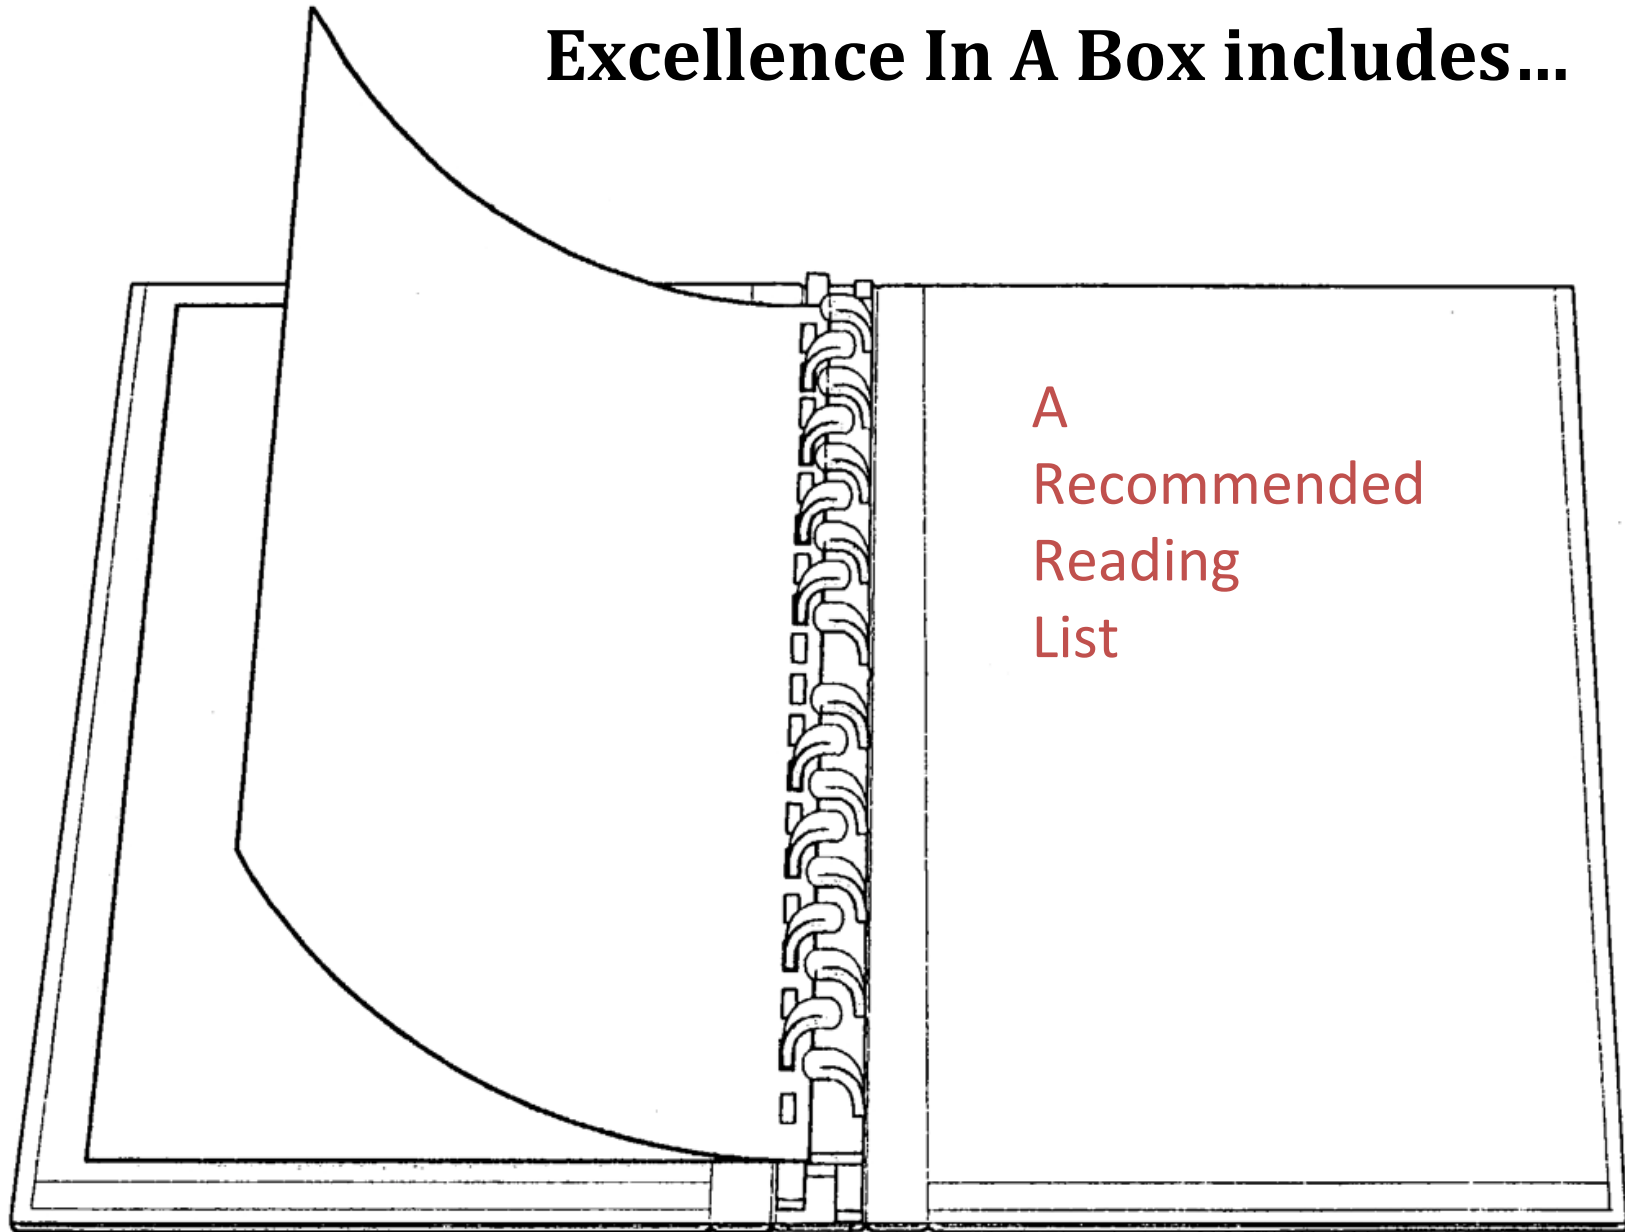 Excellence In A Box includes…
A
Recommended
Reading
List